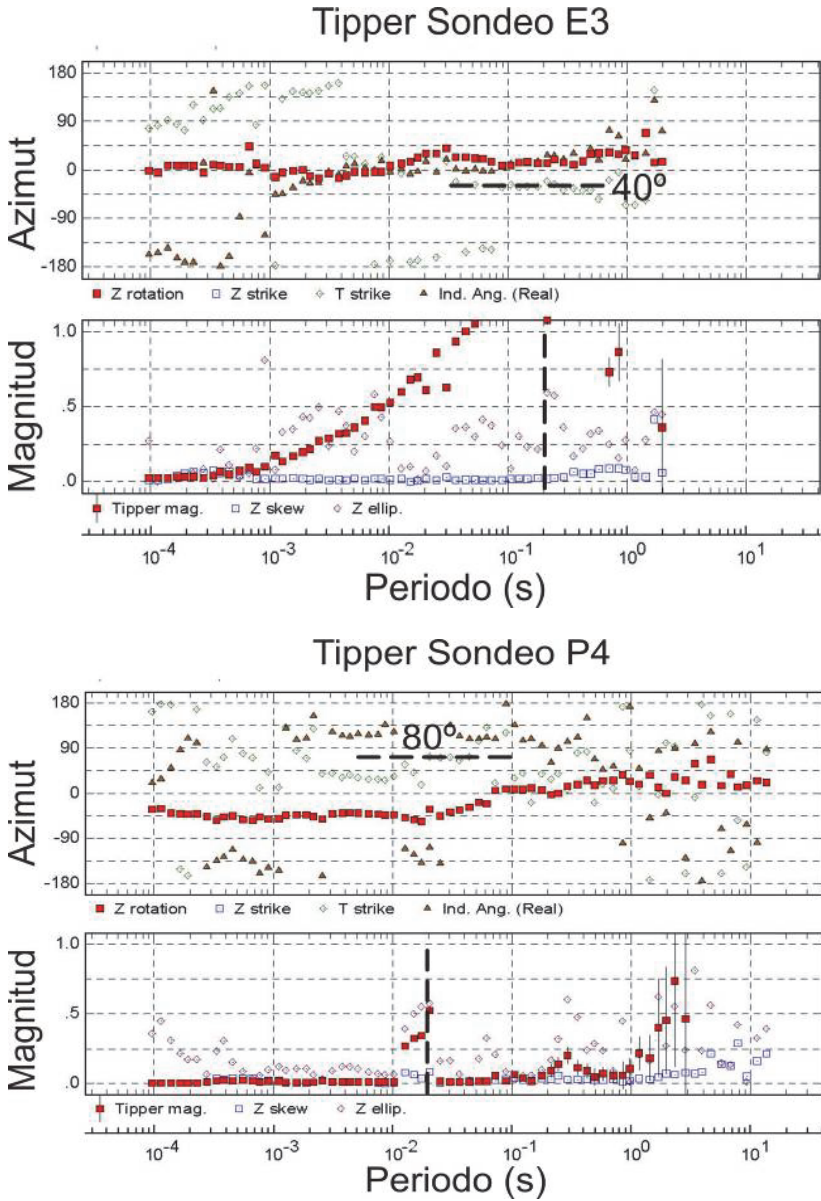 Tipper Sondeo E3
Azimut
180
90
0
-90
-180
40º
Z rotation Z strike T strike Ind. Ang. (Real)
Magnitud
1.0
.5
.0
Tipper mag. Z skew Z ellip.
10-4 10-3 10-2 10-1 100 101
Periodo (s)
Tipper Sondeo P4
Azimut
180
90
0
-90
-180
80º
Z rotation Z strike T strike Ind. Ang. (Real)
Magnitud
1.0
.5
.0
Tipper mag. Z skew Z ellip.
10-4 10-3 10-2 10-1 100 101
Periodo (s)